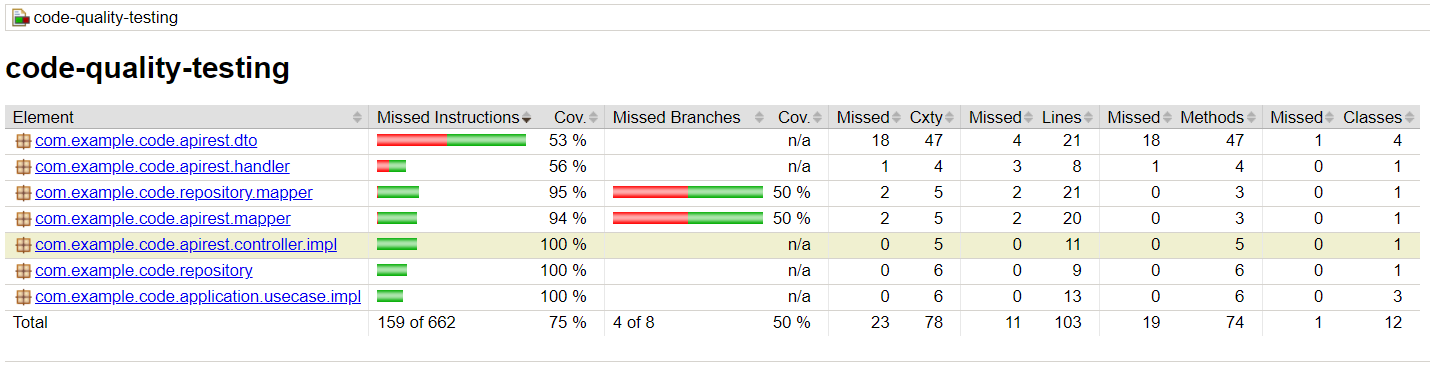 code-quality-testing
code-quality-testing
Element Missed Instructions Cov. Missed Branches Cov. Missed Cxty Missed Lines Missed Methods Missed Classes
com.example.code.apirest.dto 53 % n/a 18 47 4 21 18 47 1 4
com.example.code.apirest.handler 56 % n/a 1 4 3 8 1 4 0 1
com.example.code.repository.mapper 95 % 50 % 2 5 2 21 0 3 0 1
com.example.code.apirest.mapper 94 % 50 % 2 5 2 20 0 3 0 1
com.example.code.apirest.controller.impl 100 % n/a 0 5 0 11 0 5 0 1
com.example.code.repository 100 % n/a 0 6 0 9 0 6 0 1
com.example.code.application.usecase.impl 100 % n/a 0 6 0 13 0 6 0 3
Total 159 of 662 75 % 4 of 8 50 % 23 78 11 103 19 74 1 12